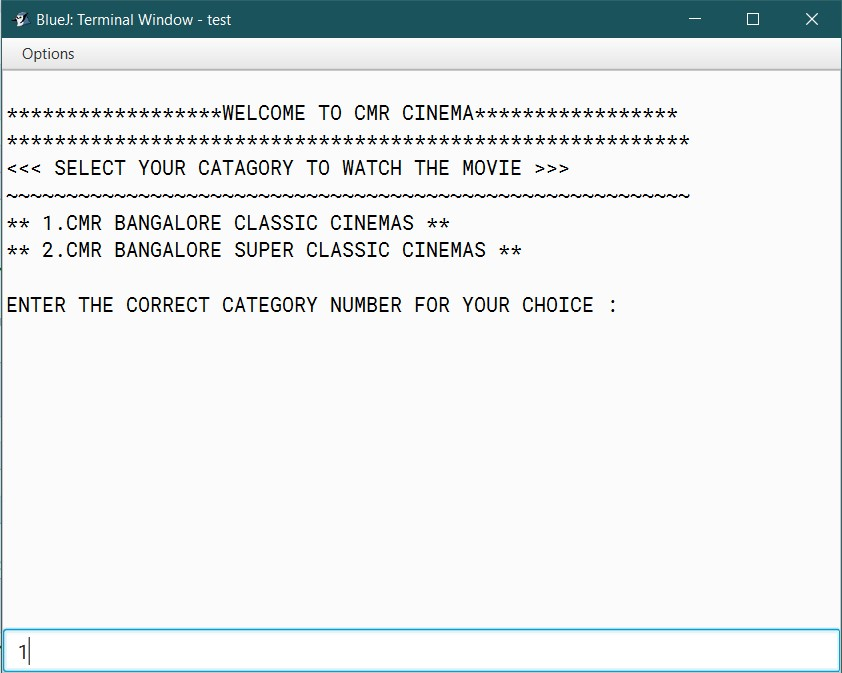 BlueJ: Terminal Window - test
Options
******************WELCOME TO CMR CINEMA*****************
*********************************************************
<<< SELECT YOUR CATAGORY TO WATCH THE MOVIE >>>
~~~~~~~~~~~~~~~~~~~~~~~~~~~~~~~~~~~~~~~~~~~~~~~~~~~~~~~~~
** 1.CMR BANGALORE CLASSIC CINEMAS **
** 2.CMR BANGALORE SUPER CLASSIC CINEMAS **
ENTER THE CORRECT CATEGORY NUMBER FOR YOUR CHOICE :
1